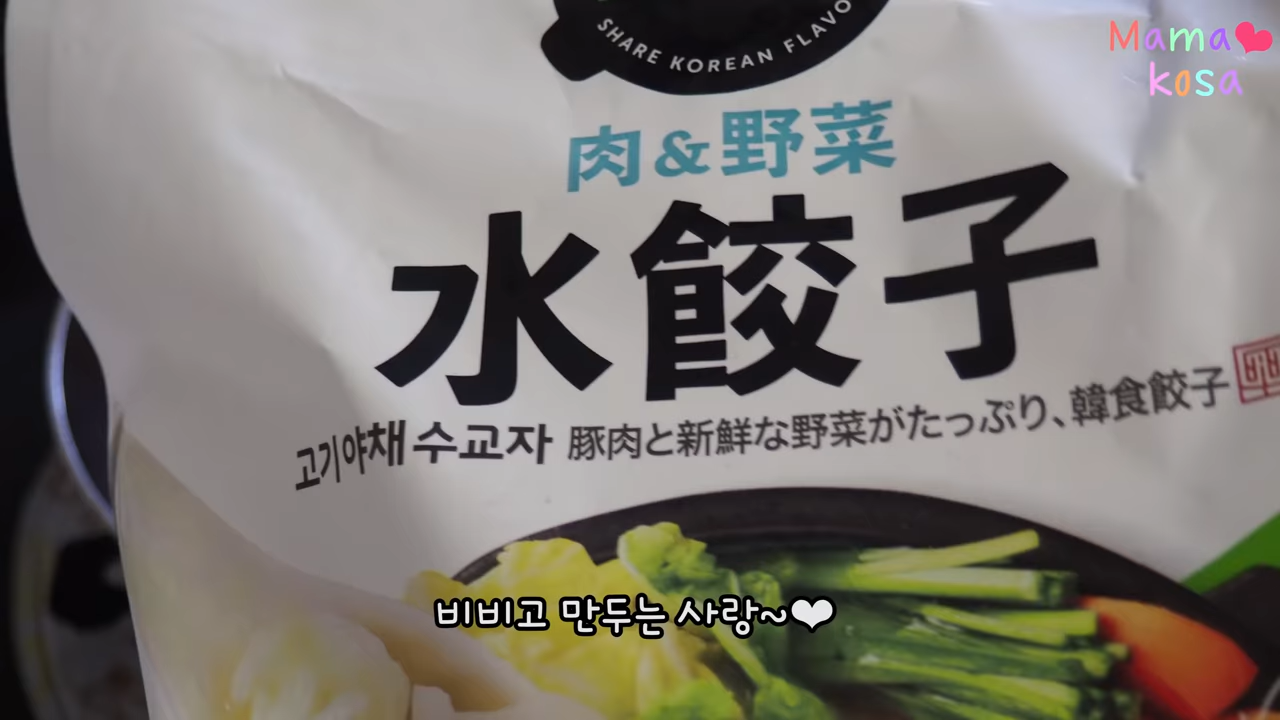 SHARE KOREAN FLAVO
Mama
kosa
肉&野菜
水餃子
고기야채 수교자 豚肉と新鮮な野菜がたっぷり、韓食餃子
비비고 만두는 사랑~❤